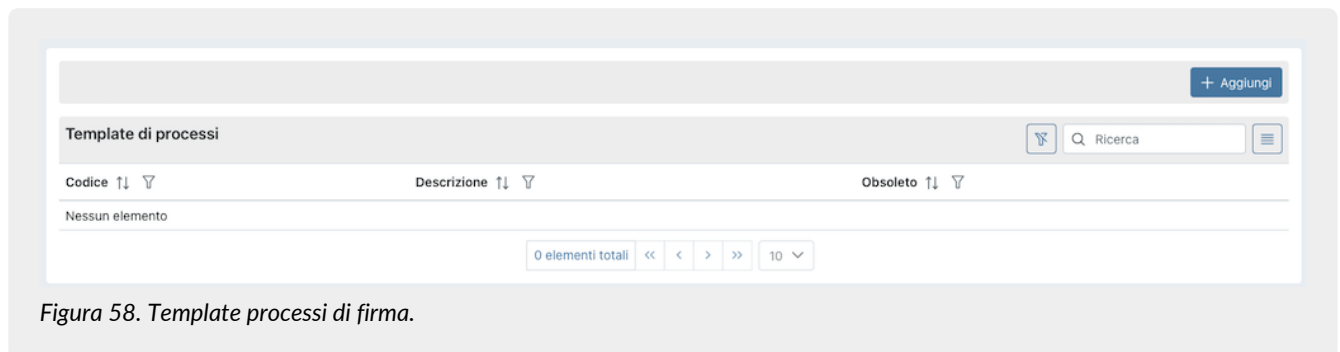 + Aggiungi
Template di processi
Ricerca
Codice Descrizione Obsoleto
Nessun elemento
0 elementi totali << < > >> 10
Figura 58. Template processi di firma.